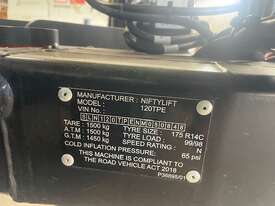 MANUFACTURER: NIFTYLIFT
MODEL: 120TPE
VIN No.:
TARE = 1500 kg TYRE SIZE: 175 R14C
A.T.M = 1500 kg TYRE LOAD: 99/98
G.T.M = 1450 kg SPEED RATING: N
COLD INFLATION PRESSURE: 65 psi
THIS MACHINE IS COMPLIANT TO
THE ROAD VEHICLE ACT 2018